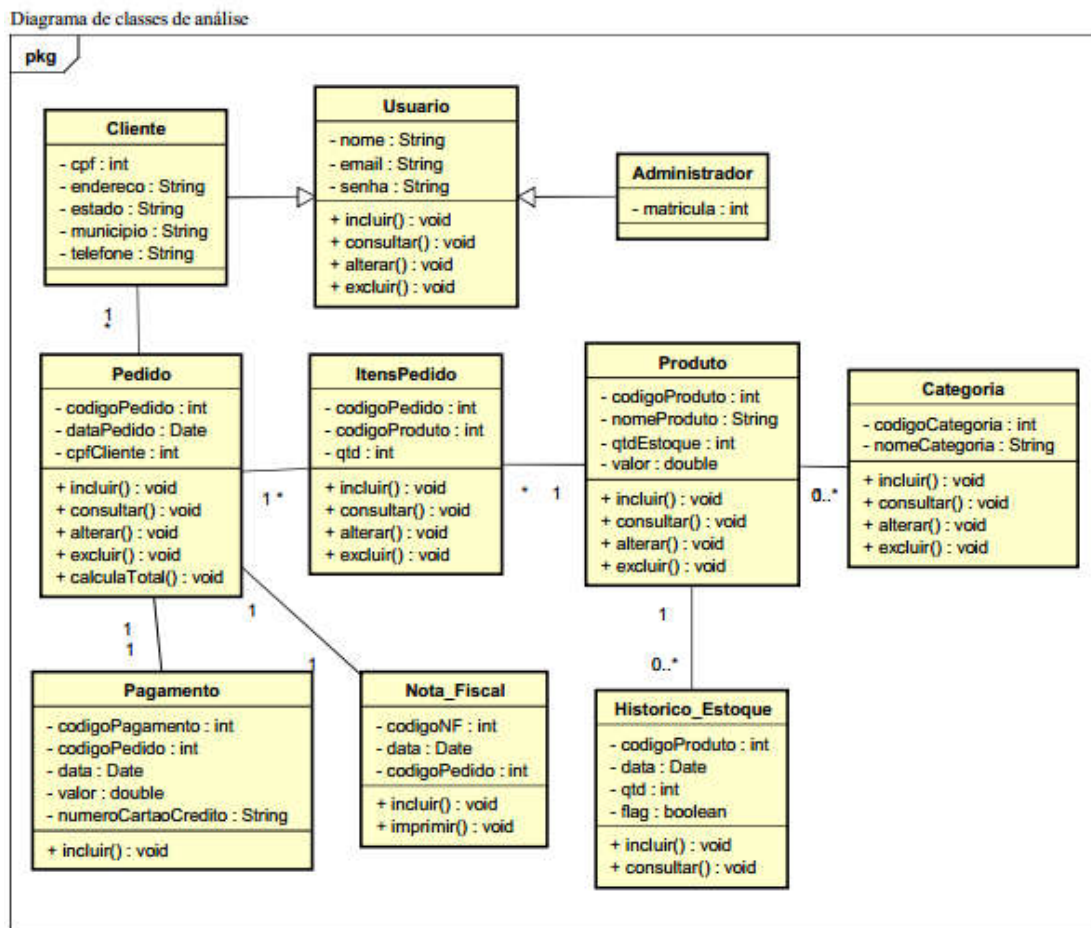 Diagrama de classes de análise
pkg
Cliente
- cpf : int
- endereco : String
- estado : String
- municipio : String
- telefone : String
Usuario
- nome : String
- email : String
- senha : String
+ incluir() : void
+ consultar() : void
+ alterar() : void
+ excluir() : void
Administrador
- matricula : int
1
*
Pedido
- codigoPedido : int
- dataPedido : Date
- cpfCliente : int
+ incluir() : void
+ consultar() : void
+ alterar() : void
+ excluir() : void
+ calculaTotal() : void
1 *
ItensPedido
- codigoPedido : int
- codigoProduto : int
- qtd : int
+ incluir() : void
+ consultar() : void
+ alterar() : void
+ excluir() : void
* 1
Produto
- codigoProduto : int
- nomeProduto : String
- qtdEstoque : int
- valor : double
+ incluir() : void
+ consultar() : void
+ alterar() : void
+ excluir() : void
0..*
Categoria
- codigoCategoria : int
- nomeCategoria : String
+ incluir() : void
+ consultar() : void
+ alterar() : void
+ excluir() : void
1
1
1
1
1
0..*
Pagamento
- codigoPagamento : int
- codigoPedido : int
- data : Date
- valor : double
- numeroCartaoCredito : String
+ incluir() : void
Nota_Fiscal
- codigoNF : int
- data : Date
- codigoPedido : int
+ incluir() : void
+ imprimir() : void
Historico_Estoque
- codigoProduto : int
- data : Date
- qtd : int
- flag : boolean
+ incluir() : void
+ consultar() : void